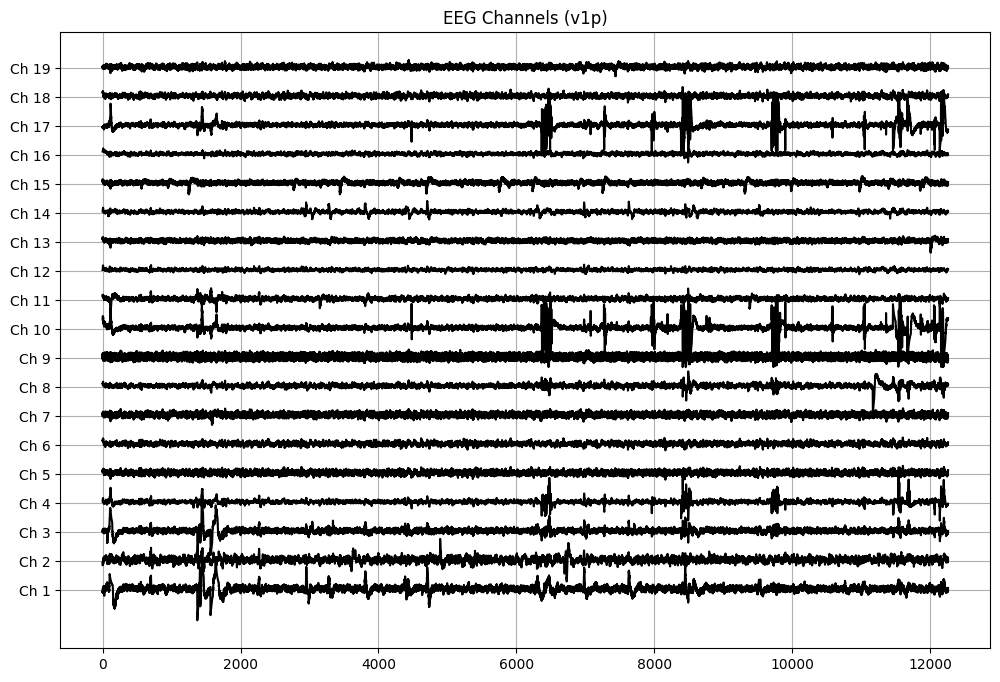 EEG Channels (v1p)
Ch 19
Ch 18
Ch 17
Ch 16
Ch 15
Ch 14
Ch 13
Ch 12
Ch 11
Ch 10
Ch 9
Ch 8
Ch 7
Ch 6
Ch 5
Ch 4
Ch 3
Ch 2
Ch 1
0 2000 4000 6000 8000 10000 12000